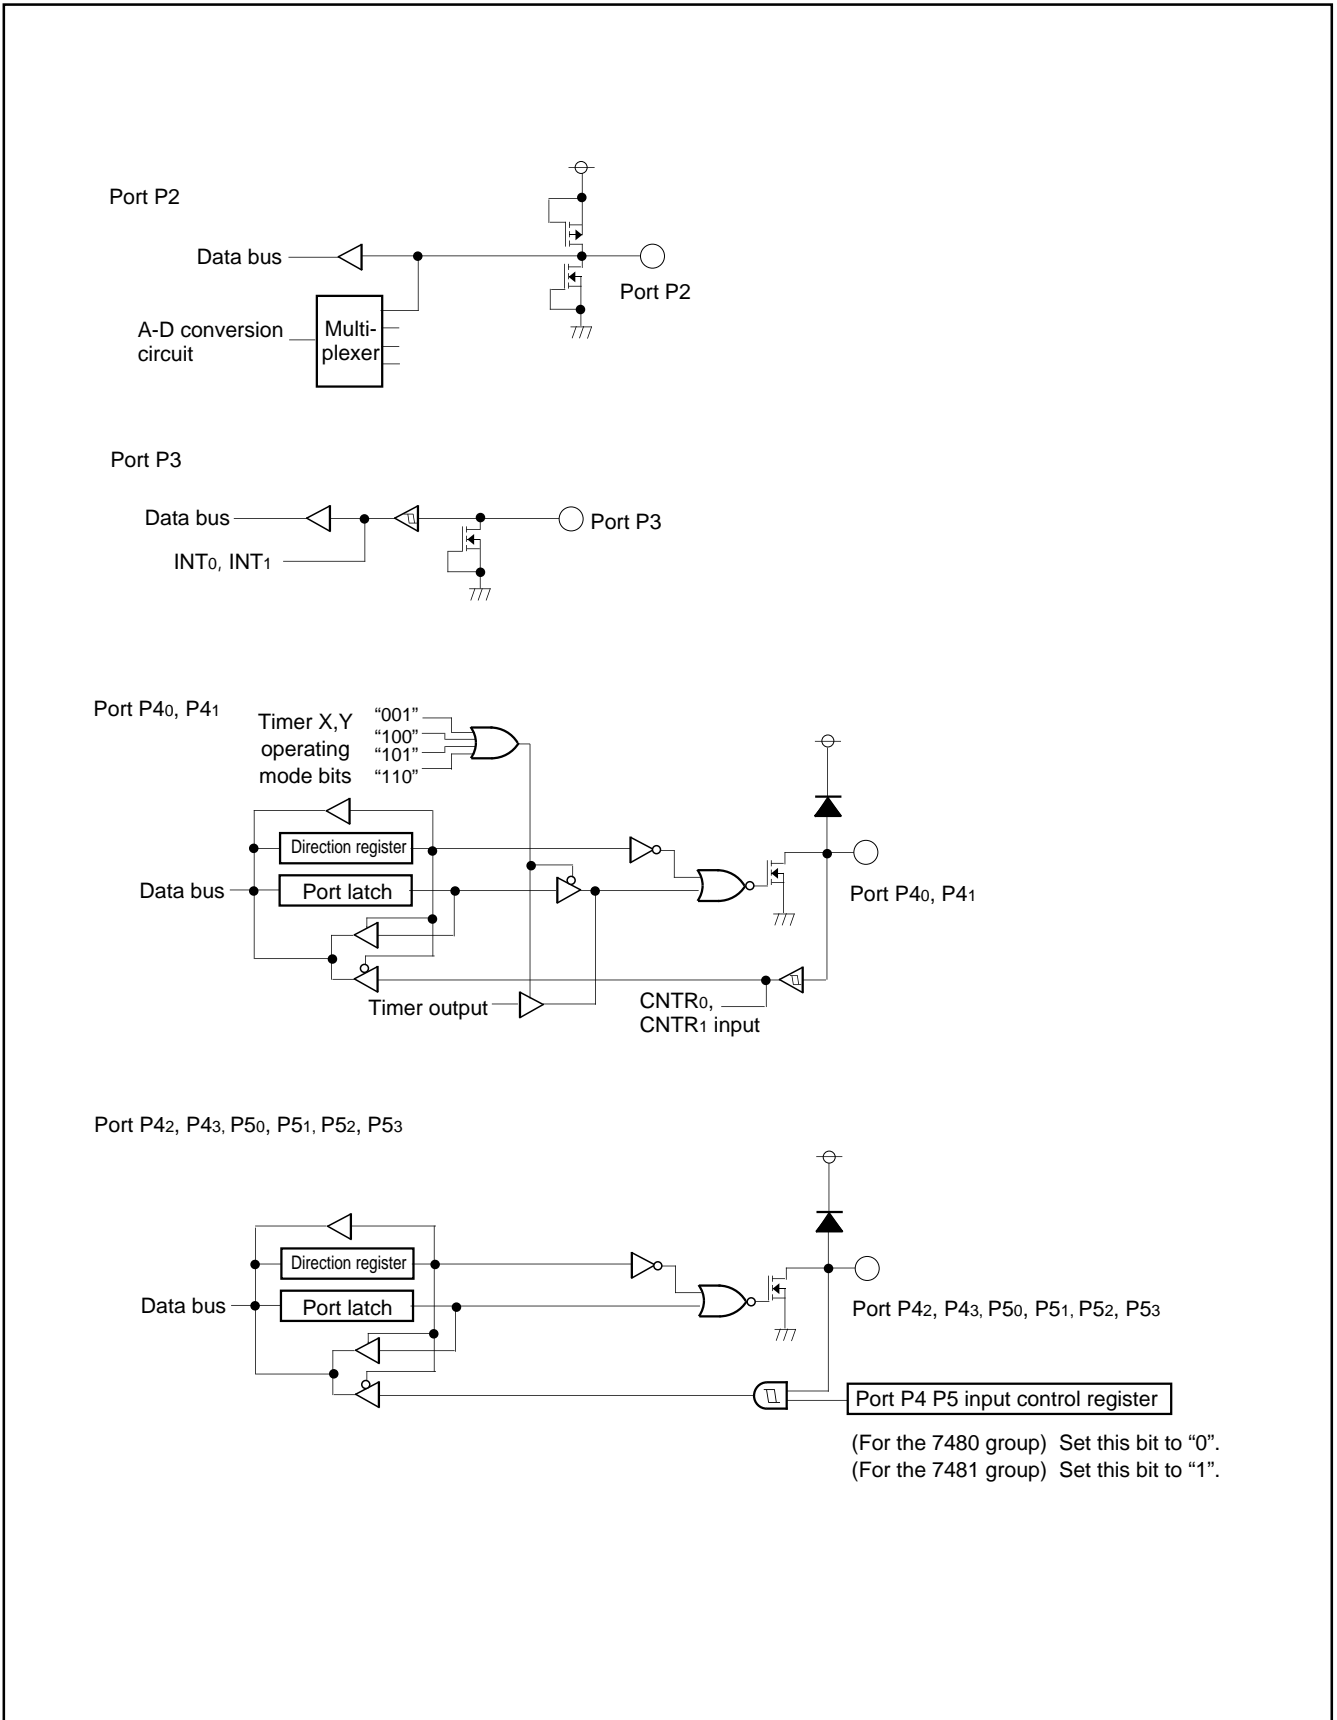 Port P2
Data bus
Port P2
A-D conversion
circuit
Multi-
plexer
Port P3
Data bus
Port P3
INT0, INT1
Port P40, P41
Timer X,Y
operating
mode bits
“001”
“100”
“101”
“110”
Direction register
Data bus
Port latch
Port P40, P41
Timer output
CNTR0,
CNTR1 input
Port P42, P43, P50, P51, P52, P53
Direction register
Data bus
Port latch
Port P42, P43, P50, P51, P52, P53
Port P4 P5 input control register
(For the 7480 group) Set this bit to “0”.
(For the 7481 group) Set this bit to “1”.